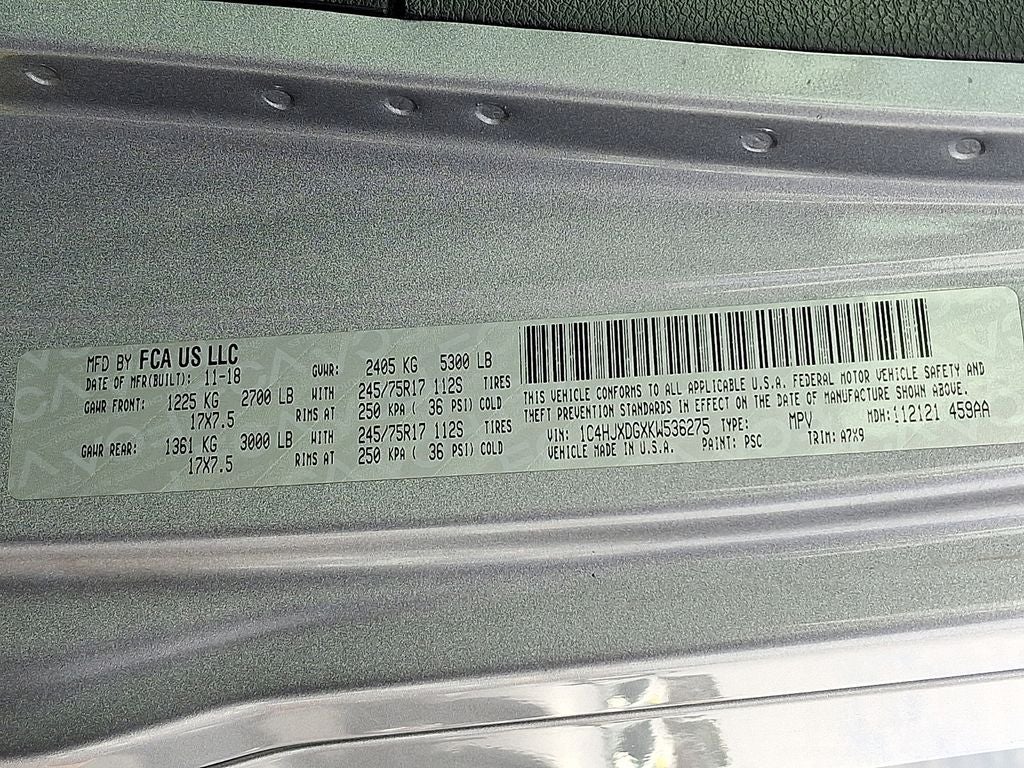 MFD BY FCA US LLC GVWR: 2405 KG 5300 LB
DATE OF MFR(BUILT): 11-18
GAWR FRONT: 1225 KG 2700 LB WITH 245/75R17 112S TIRES
17X7.5 RIMS AT 250 KPA ( 36 PSI) COLD
GAWR REAR: 1361 KG 3000 LB WITH 245/75R17 112S TIRES
17X7.5 RIMS AT 250 KPA ( 36 PSI) COLD
THIS VEHICLE CONFORMS TO ALL APPLICABLE U.S.A. FEDERAL MOTOR VEHICLE SAFETY AND
THEFT PREVENTION STANDARDS IN EFFECT ON THE DATE OF MANUFACTURE SHOWN ABOVE.
VIN: 1C4HJXDGXKW536275 TYPE: MPV MDH: 112121 459AA
VEHICLE MADE IN U.S.A. PAINT: PSC TRIM: A7X9